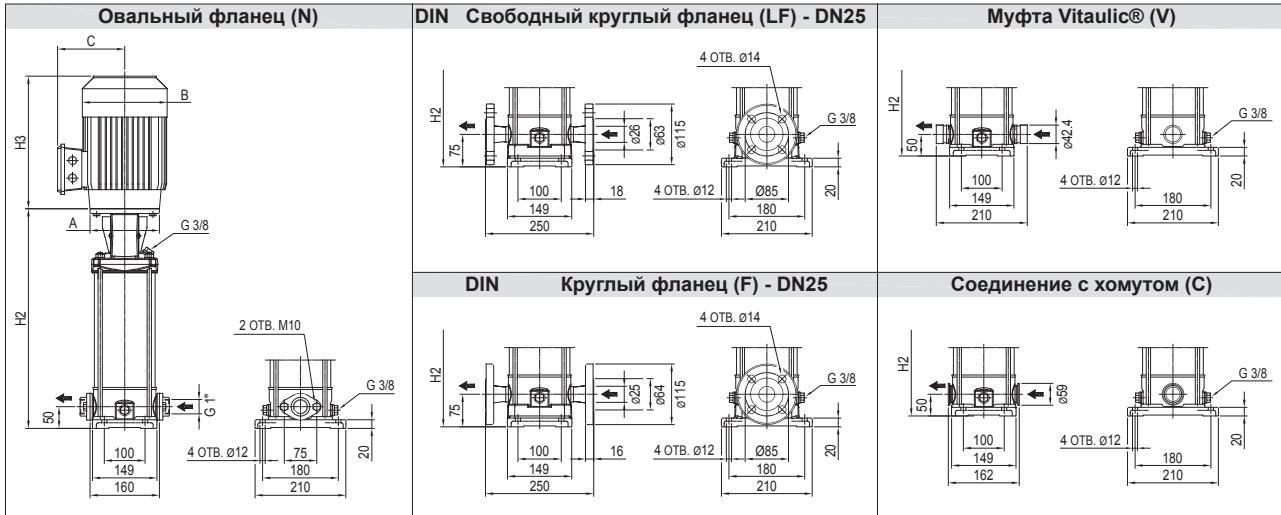 Овальный фланец (N)
C
B
H3
A
G 3/8
H2
2 ОТВ. М10
G 3/8
G 1"
50
20
100
4 ОТВ. Ø12
75
149
180
160
210
DIN Свободный круглый фланец (LF) - DN25
4 ОТВ. Ø14
H2
G 3/8
75
ø26
ø63
ø115
20
100
18
4 ОТВ. Ø12
Ø85
149
180
250
210
Муфта Vitaulic® (V)
H2
G 3/8
50
ø42.4
20
100
4 ОТВ. Ø12
149
180
210
210
DIN Круглый фланец (F) - DN25
4 ОТВ. Ø14
H2
G 3/8
75
ø25
ø64
ø115
20
100
16
4 ОТВ. Ø12
Ø85
149
180
250
210
Соединение с хомутом (C)
H2
G 3/8
50
ø59
20
100
4 ОТВ. Ø12
149
180
162
210